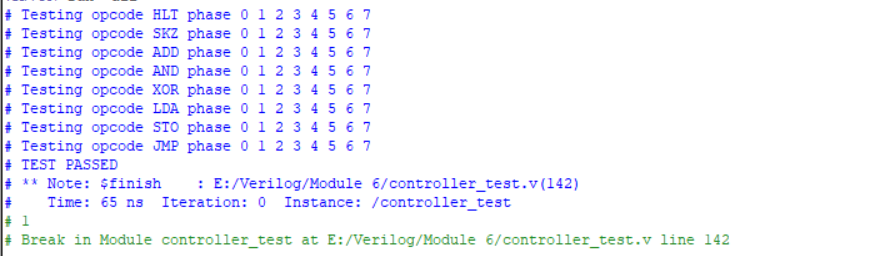 # Testing opcode HLT phase 0 1 2 3 4 5 6 7
# Testing opcode SKZ phase 0 1 2 3 4 5 6 7
# Testing opcode ADD phase 0 1 2 3 4 5 6 7
# Testing opcode AND phase 0 1 2 3 4 5 6 7
# Testing opcode XOR phase 0 1 2 3 4 5 6 7
# Testing opcode LDA phase 0 1 2 3 4 5 6 7
# Testing opcode STO phase 0 1 2 3 4 5 6 7
# Testing opcode JMP phase 0 1 2 3 4 5 6 7
# TEST PASSED
# ** Note: $finish    : E:/Verilog/Module 6/controller_test.v(142)
#    Time: 65 ns  Iteration: 0  Instance: /controller_test
# 1
# Break in Module controller_test at E:/Verilog/Module 6/controller_test.v line 142